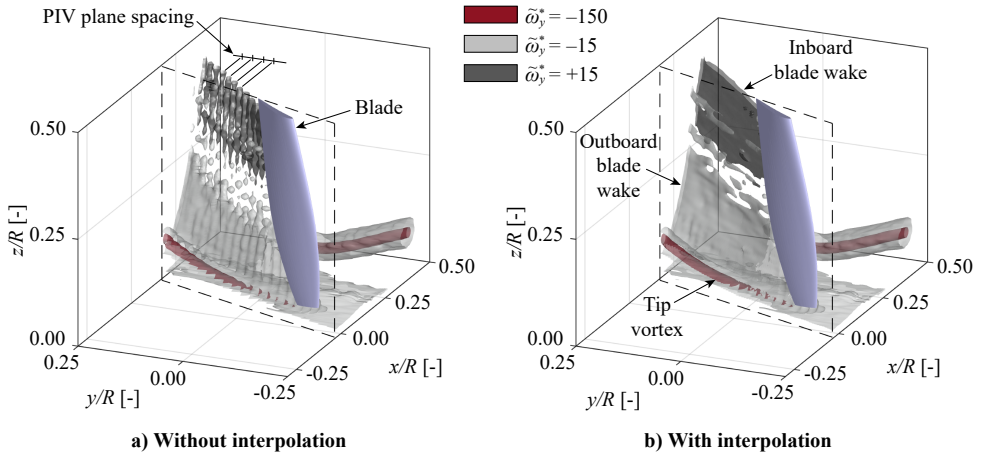 PIV plane spacing
Blade
0.50
0.25
0.00
z/R [-]
0.25
0.00
-0.25
y/R [-]
-0.25
0.00
0.25
0.50
x/R [-]
a) Without interpolation
ω̃*y = –150
ω̃*y = –15
ω̃*y = +15
Inboard
blade wake
Outboard
blade
wake
Tip
vortex
0.50
0.25
0.00
z/R [-]
0.25
0.00
-0.25
y/R [-]
-0.25
0.00
0.25
0.50
x/R [-]
b) With interpolation